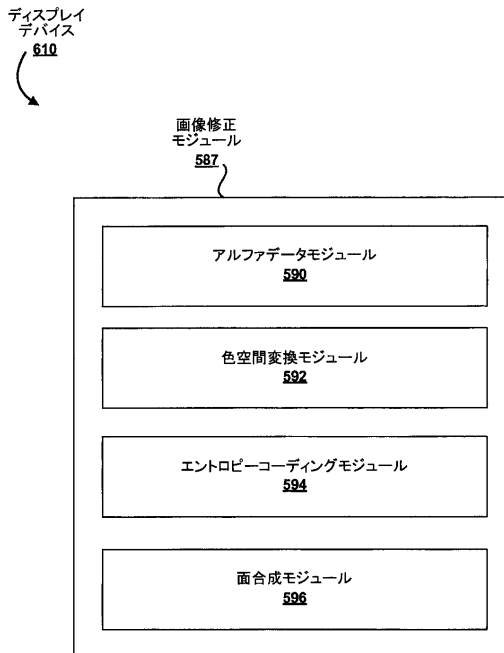 ディスプレイ
デバイス
610
画像修正
モジュール
587
アルファデータモジュール
590
色空間変換モジュール
592
エントロピーコーディングモジュール
594
面合成モジュール
596